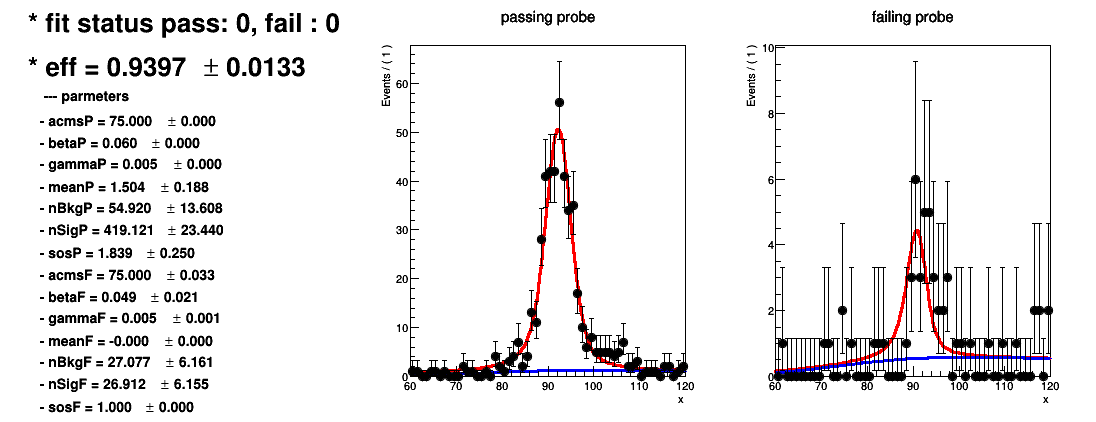 * fit status pass: 0, fail : 0
* eff = 0.9397 ± 0.0133
--- parmeters
- acmsP = 75.000 ± 0.000
- betaP = 0.060 ± 0.000
- gammaP = 0.005 ± 0.000
- meanP = 1.504 ± 0.188
- nBkgP = 54.920 ± 13.608
- nSigP = 419.121 ± 23.440
- sosP = 1.839 ± 0.250
- acmsF = 75.000 ± 0.033
- betaF = 0.049 ± 0.021
- gammaF = 0.005 ± 0.001
- meanF = -0.000 ± 0.000
- nBkgF = 27.077 ± 6.161
- nSigF = 26.912 ± 6.155
- sosF = 1.000 ± 0.000
passing probe
Events / ( 1 )
60
50
40
30
20
10
0
60 70 80 90 100 110 120
x
failing probe
Events / ( 1 )
10
8
6
4
2
0
60 70 80 90 100 110 120
x